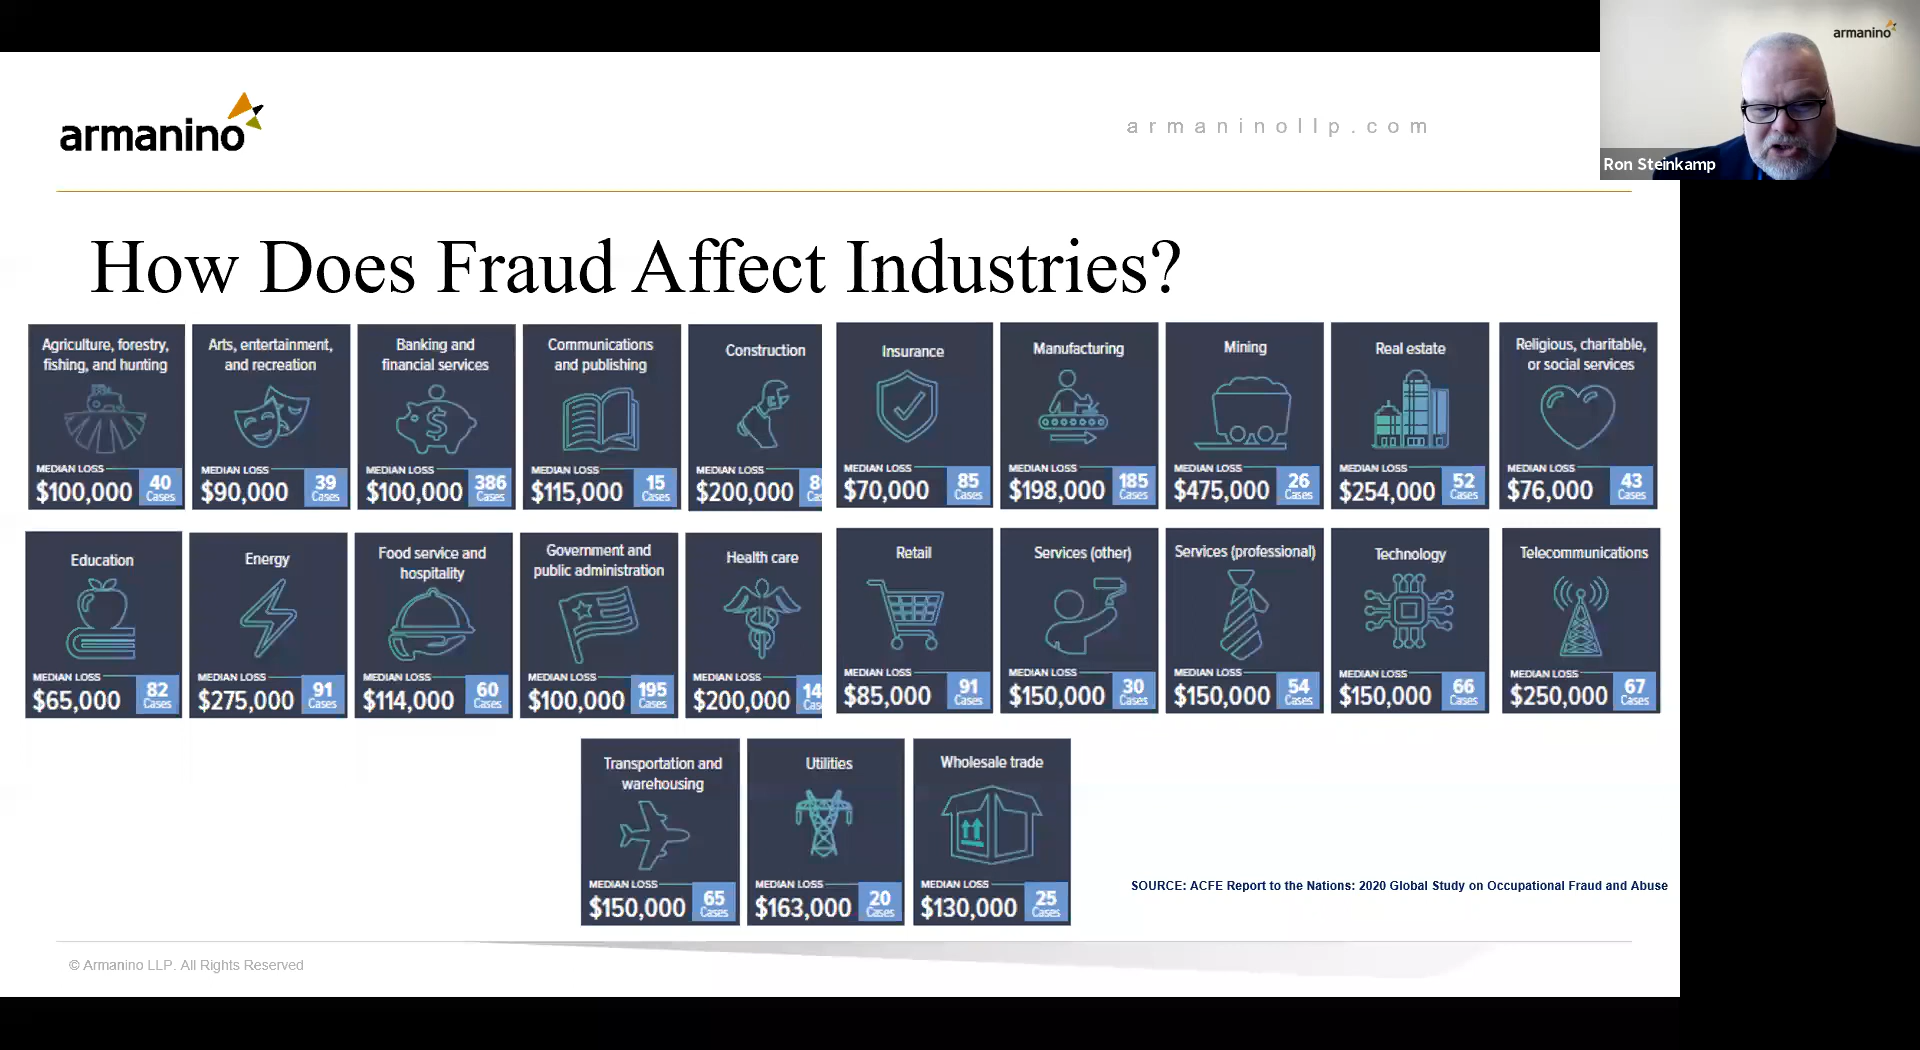 armanino
armaninollp.com
armanino
Ron Steinkamp
How Does Fraud Affect Industries?
Agriculture, forestry,
fishing, and hunting
MEDIAN LOSS
$100,000
40
Cases
Arts, entertainment,
and recreation
MEDIAN LOSS
$90,000
39
Cases
Banking and
financial services
MEDIAN LOSS
$100,000
386
Cases
Communications
and publishing
MEDIAN LOSS
$115,000
15
Cases
Construction
MEDIAN LOSS
$200,000
Insurance
MEDIAN LOSS
$70,000
85
Cases
Manufacturing
MEDIAN LOSS
$198,000
185
Cases
Mining
MEDIAN LOSS
$475,000
26
Cases
Real estate
MEDIAN LOSS
$254,000
52
Cases
Religious, charitable,
or social services
MEDIAN LOSS
$76,000
43
Cases
Education
MEDIAN LOSS
$65,000
82
Cases
Energy
MEDIAN LOSS
$275,000
91
Cases
Food service and
hospitality
MEDIAN LOSS
$114,000
60
Cases
Government and
public administration
MEDIAN LOSS
$100,000
195
Cases
Health care
MEDIAN LOSS
$200,000
Retail
MEDIAN LOSS
$85,000
91
Cases
Services (other)
MEDIAN LOSS
$150,000
30
Cases
Services (professional)
MEDIAN LOSS
$150,000
54
Cases
Technology
MEDIAN LOSS
$150,000
66
Cases
Telecommunications
MEDIAN LOSS
$250,000
67
Cases
Transportation and
warehousing
MEDIAN LOSS
$150,000
65
Cases
Utilities
MEDIAN LOSS
$163,000
20
Cases
Wholesale trade
MEDIAN LOSS
$130,000
25
Cases
SOURCE: ACFE Report to the Nations: 2020 Global Study on Occupational Fraud and Abuse
© Armanino LLP. All Rights Reserved